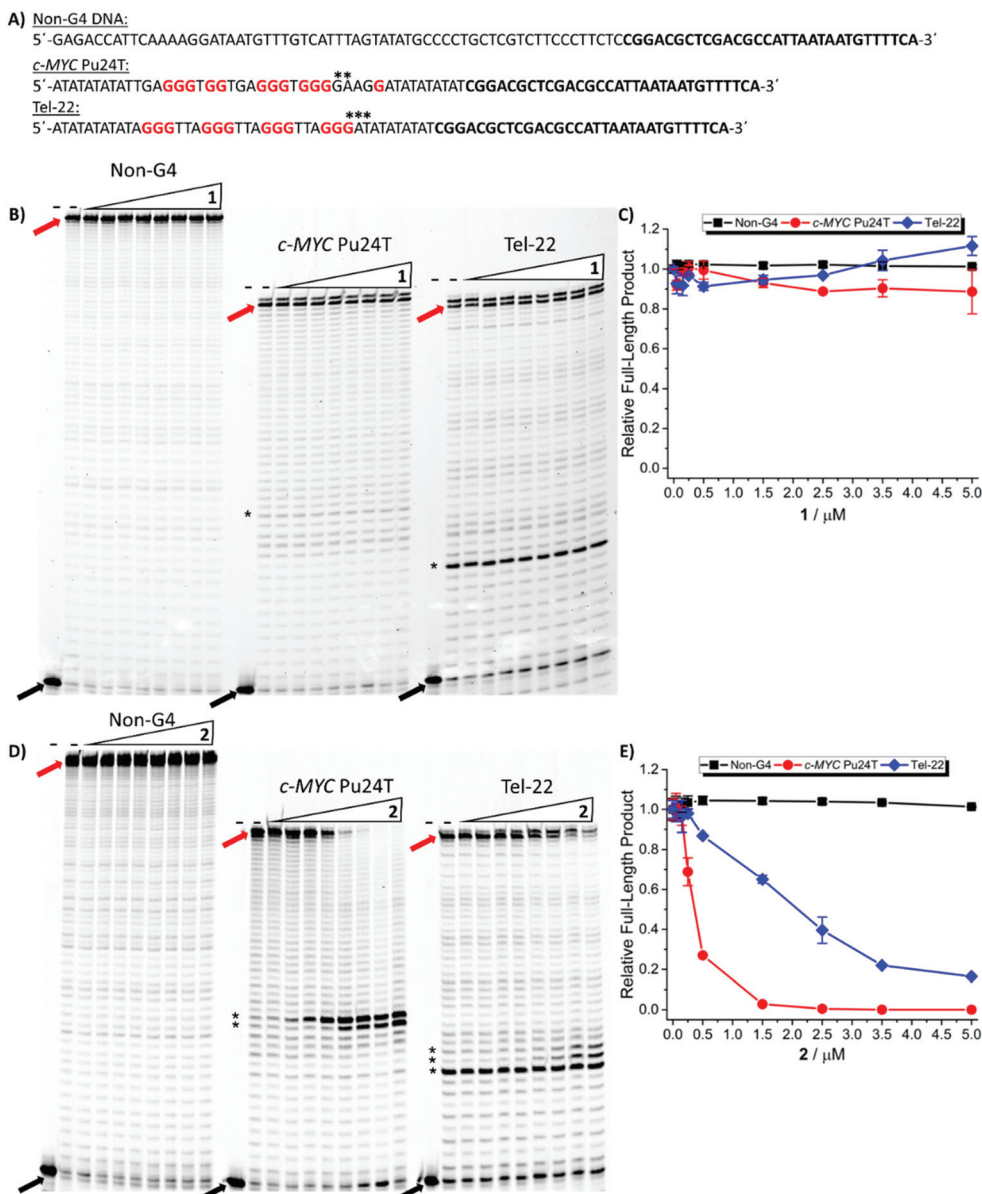 A) Non-G4 DNA:
5´-GAGACCATTCAAAAGGATAATGTTTGTCATTTAGTATATGCCCCTGCTCGTCTTCCCTTCTCCGGACGCTCGACGCCATTAATAATGTTTTCA-3´
c-MYC Pu24T:
**
5´-ATATATATATTGAGGGTGGTGAGGGTGGGGAAGGATATATATATCGGACGCTCGACGCCATTAATAATGTTTTCA-3´
Tel-22:
***
5´-ATATATATATAGGGTTAGGGTTAGGGTTAGGGATATATATATCGGACGCTCGACGCCATTAATAATGTTTTCA-3´
B)
Non-G4
- - 1
c-MYC Pu24T
- - 1
Tel-22
- - 1
*
*
C)
Non-G4 c-MYC Pu24T Tel-22
Relative Full-Length Product
1.2
1.0
0.8
0.6
0.4
0.2
0.0
0.0 0.5 1.0 1.5 2.0 2.5 3.0 3.5 4.0 4.5 5.0
1 / μM
D)
Non-G4
- - 2
c-MYC Pu24T
- - 2
Tel-22
- - 2
*
*
*
*
*
E)
Non-G4 c-MYC Pu24T Tel-22
Relative Full-Length Product
1.2
1.0
0.8
0.6
0.4
0.2
0.0
0.0 0.5 1.0 1.5 2.0 2.5 3.0 3.5 4.0 4.5 5.0
2 / μM